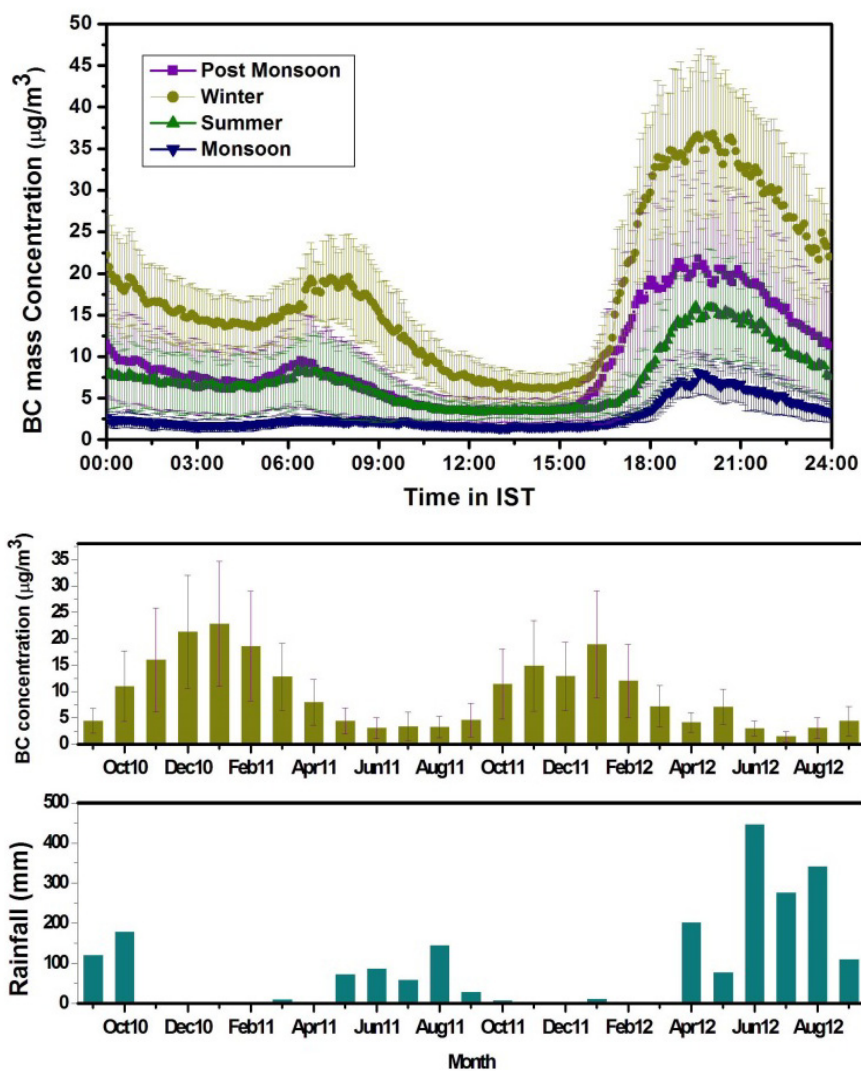 50
45
40
35
30
25
20
15
10
5
0
BC mass Concentration (µg/m³)
Post Monsoon
Winter
Summer
Monsoon
00:00 03:00 06:00 09:00 12:00 15:00 18:00 21:00 24:00
Time in IST
35
30
25
20
15
10
5
0
BC concentration (µg/m³)
Oct10 Dec10 Feb11 Apr11 Jun11 Aug11 Oct11 Dec11 Feb12 Apr12 Jun12 Aug12
500
400
300
200
100
0
Rainfall (mm)
Oct10 Dec10 Feb11 Apr11 Jun11 Aug11 Oct11 Dec11 Feb12 Apr12 Jun12 Aug12
Month